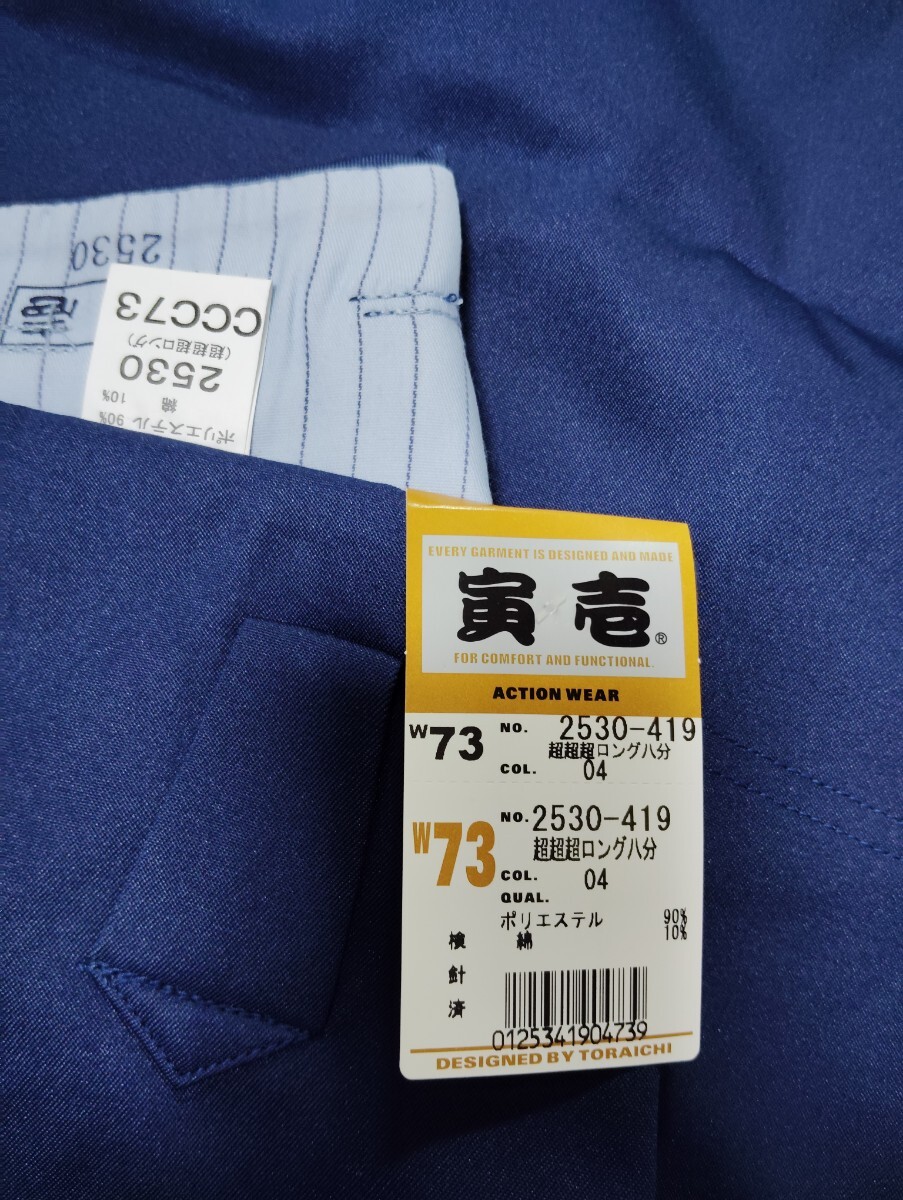 2530
壱
CCC73
(超超超ロング)
2530
綿 10%
ポリエステル 90%
EVERY GARMENT IS DESIGNED AND MADE
寅壱®
FOR COMFORT AND FUNCTIONAL.
ACTION WEAR
W73 NO. 2530-419
超超超ロング八分
COL. 04
W73 NO. 2530-419
超超超ロング八分
COL. 04
QUAL.
ポリエステル 90%
綿 10%
検針済
0125341904739
DESIGNED BY TORAICHI